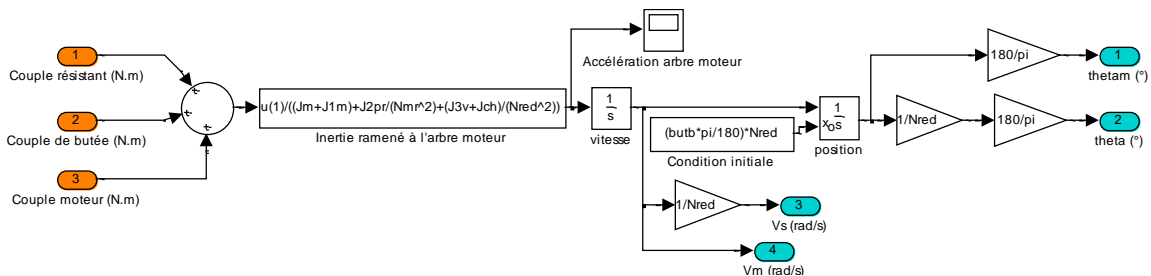 1
Couple résistant (N.m)
2
Couple de butée (N.m)
3
Couple moteur (N.m)
u(1)/((Jm+J1m)+J2pr/(Nmr^2)+(J3v+Jch)/(Nred^2))
Inertie ramené à l'arbre moteur
Accélération arbre moteur
1
s
vitesse
(butb*pi/180)*Nred
Condition initiale
1
xo s
position
180/pi
1
thetam (°)
1/Nred
180/pi
2
theta (°)
1/Nred
3
Vs (rad/s)
4
Vm (rad/s)